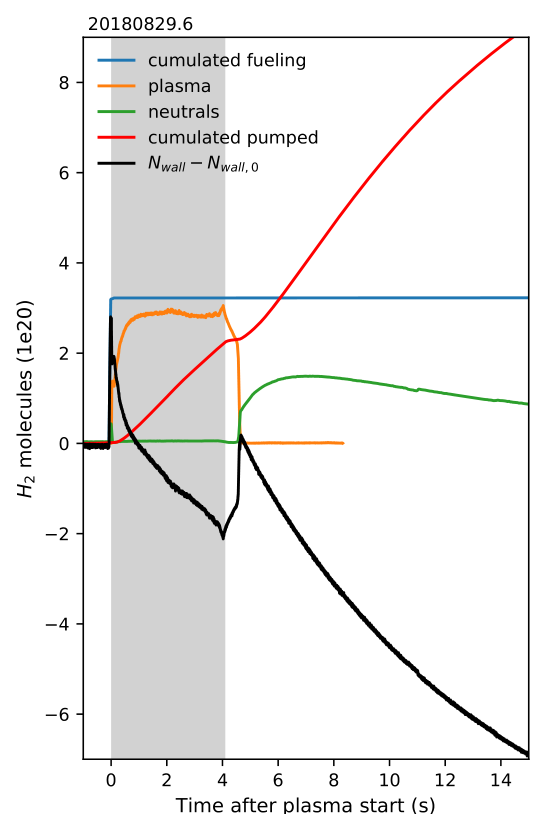 20180829.6
cumulated fueling
plasma
neutrals
cumulated pumped
N_wall − N_wall,0
H₂ molecules (1e20)
8
6
4
2
0
−2
−4
−6
0 2 4 6 8 10 12 14
Time after plasma start (s)